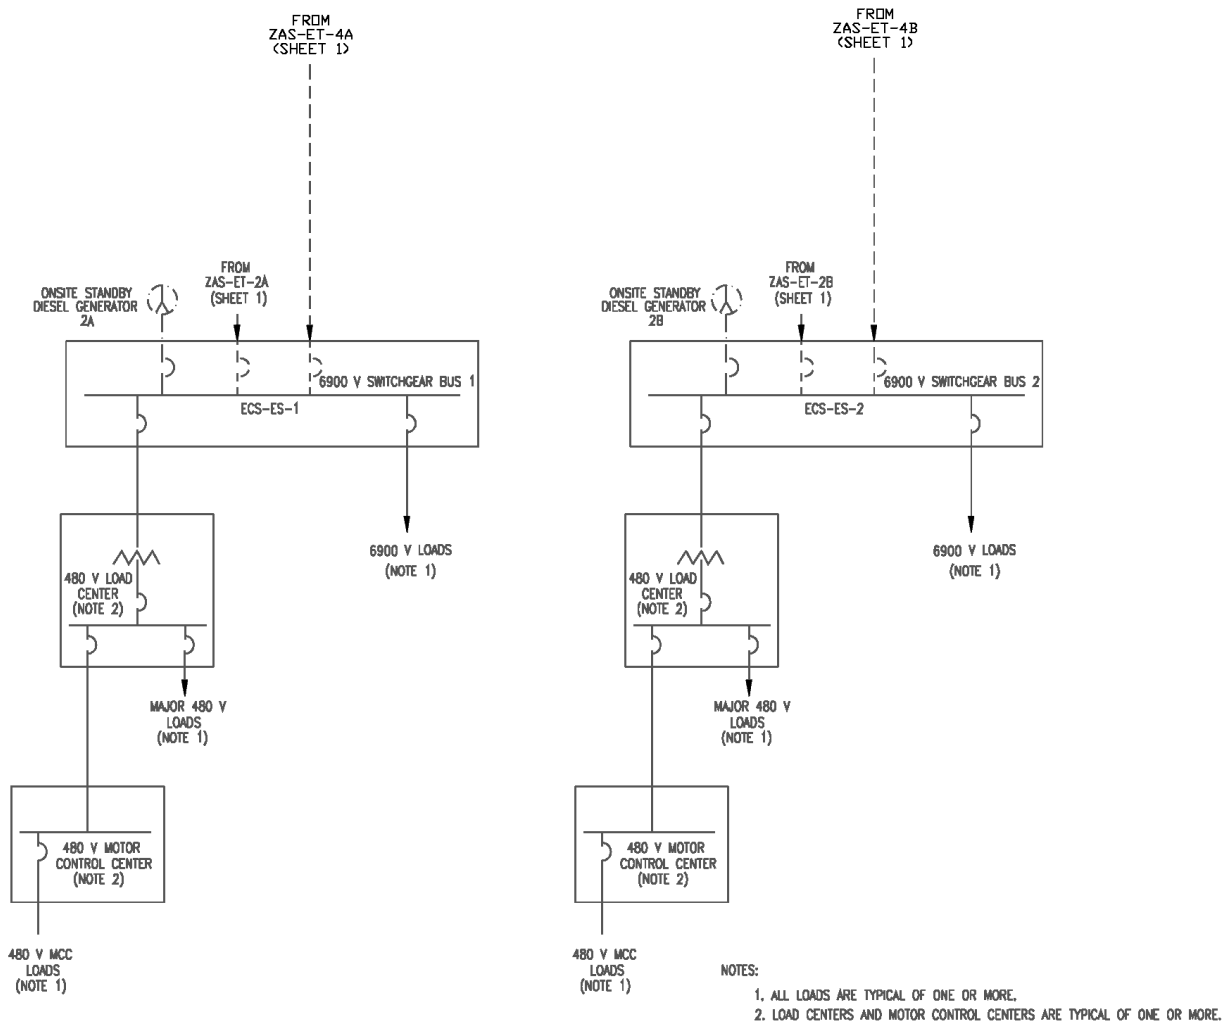 FROM
ZAS-ET-4A
(SHEET 1)
FROM
ZAS-ET-4B
(SHEET 1)
ONSITE STANDBY
DIESEL GENERATOR
2A
FROM
ZAS-ET-2A
(SHEET 1)
6900 V SWITCHGEAR BUS 1
ECS-ES-1
480 V LOAD
CENTER
(NOTE 2)
6900 V LOADS
(NOTE 1)
MAJOR 480 V
LOADS
(NOTE 1)
480 V MOTOR
CONTROL CENTER
(NOTE 2)
480 V MCC
LOADS
(NOTE 1)
ONSITE STANDBY
DIESEL GENERATOR
2B
FROM
ZAS-ET-2B
(SHEET 1)
6900 V SWITCHGEAR BUS 2
ECS-ES-2
480 V LOAD
CENTER
(NOTE 2)
6900 V LOADS
(NOTE 1)
MAJOR 480 V
LOADS
(NOTE 1)
480 V MOTOR
CONTROL CENTER
(NOTE 2)
480 V MCC
LOADS
(NOTE 1)
NOTES:
1. ALL LOADS ARE TYPICAL OF ONE OR MORE.
2. LOAD CENTERS AND MOTOR CONTROL CENTERS ARE TYPICAL OF ONE OR MORE.